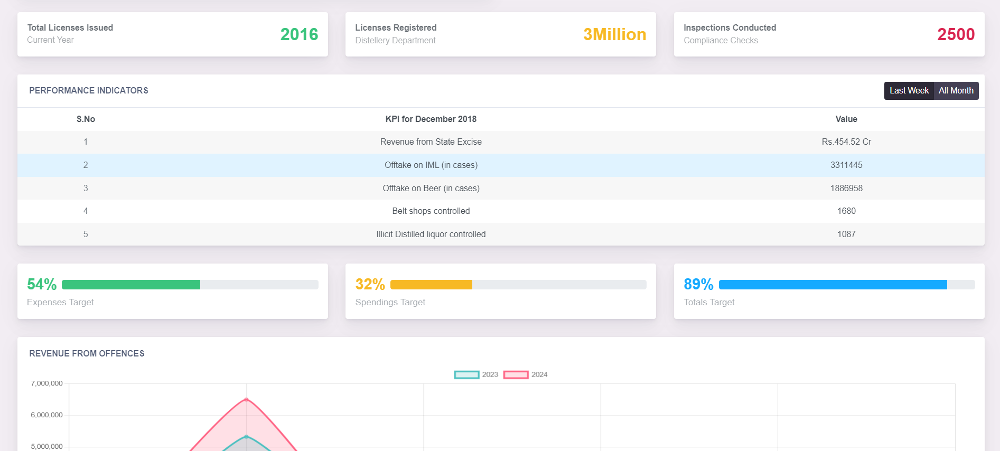 Total Licenses Issued
Current Year
2016
Licenses Registered
Distellery Department
3Million
Inspections Conducted
Compliance Checks
2500
PERFORMANCE INDICATORS
Last Week All Month
S.No KPI for December 2018 Value
1 Revenue from State Excise Rs.454.52 Cr
2 Offtake on IML (in cases) 3311445
3 Offtake on Beer (in cases) 1886958
4 Belt shops controlled 1680
5 Illicit Distilled liquor controlled 1087
54%
Expenses Target
32%
Spendings Target
89%
Totals Target
REVENUE FROM OFFENCES
2023 2024
7,000,000
6,000,000
5,000,000